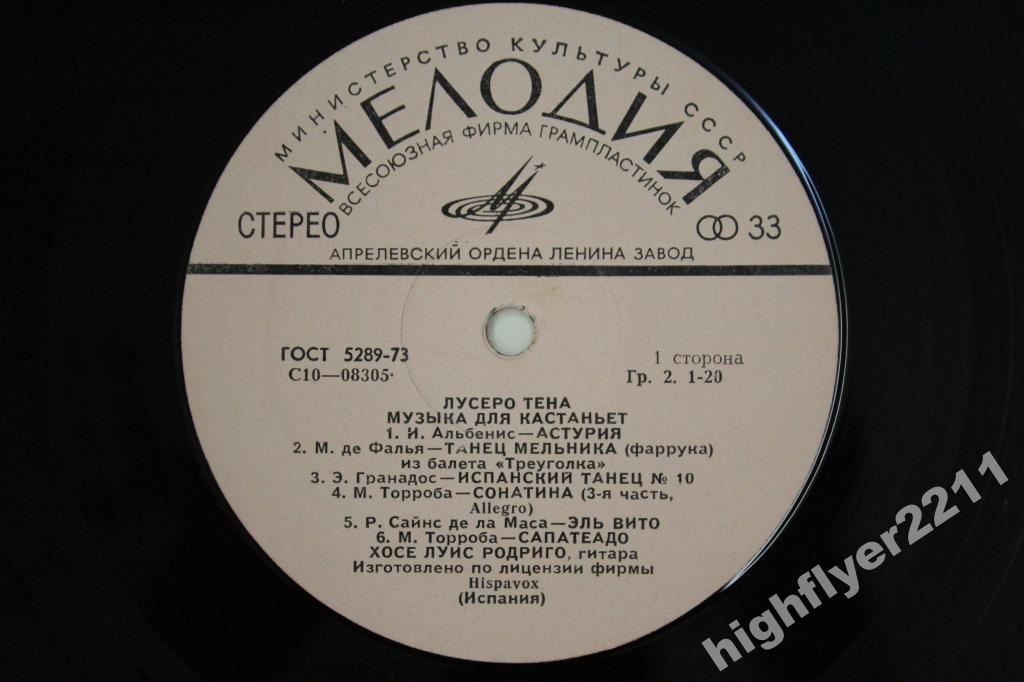 МИНИСТЕРСТВО КУЛЬТУРЫ СССР
МЕЛОДИЯ
ВСЕСОЮЗНАЯ ФИРМА ГРАМПЛАСТИНОК
СТЕРЕО
33
АПРЕЛЕВСКИЙ ОРДЕНА ЛЕНИНА ЗАВОД
ГОСТ 5289-73
С10—08305
1 сторона
Гр. 2. 1-20
ЛУСЕРО ТЕНА
МУЗЫКА ДЛЯ КАСТАНЬЕТ
1. И. Альбенис—АСТУРИЯ
2. М. де Фалья—ТАНЕЦ МЕЛЬНИКА (фаррука)
из балета «Треуголка»
3. Э. Гранадос—ИСПАНСКИЙ ТАНЕЦ № 10
4. М. Торроба—СОНАТИНА (3-я часть,
Allegro)
5. Р. Сайнс де ла Маса—ЭЛЬ ВИТО
6. М. Торроба—САПАТЕАДО
ХОСЕ ЛУИС РОДРИГО, гитара
Изготовлено по лицензии фирмы
Hispavox
(Испания)
highflyer2211